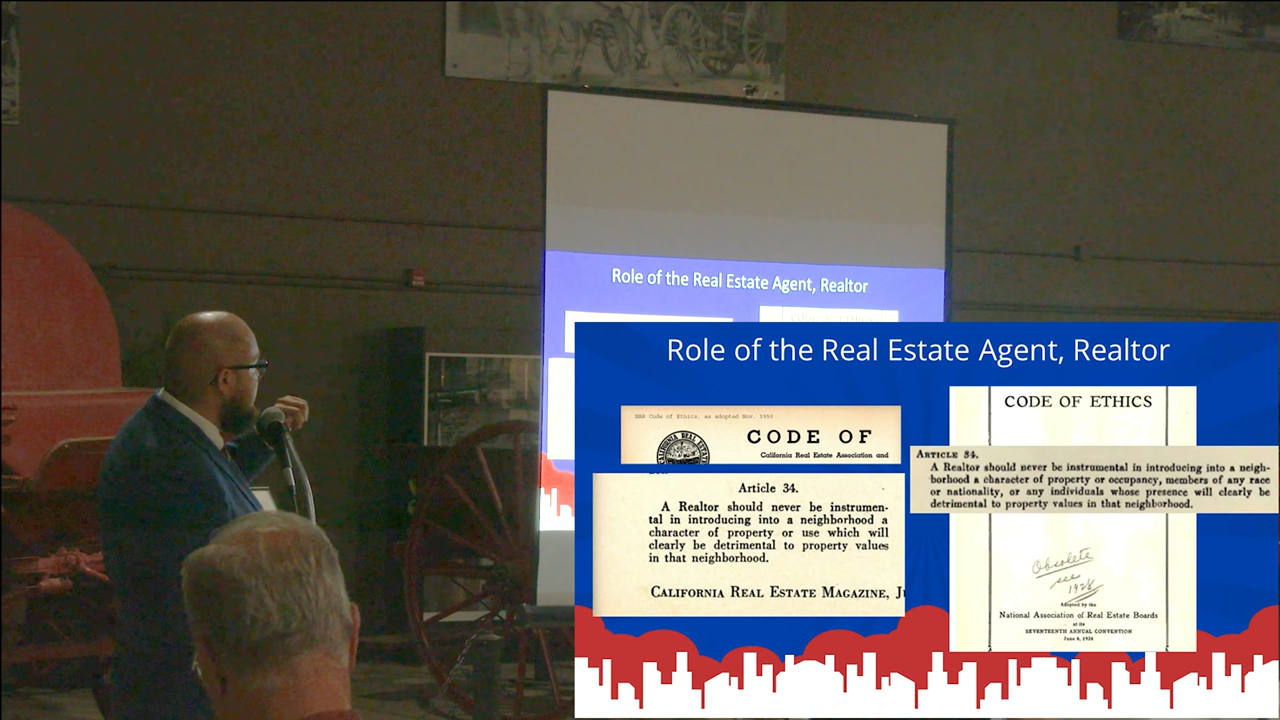 Role of the Real Estate Agent, Realtor
CODE OF ETHICS
Role of the Real Estate Agent, Realtor
NAR Code of Ethics, as adopted Nov. 1950
CODE OF
California Real Estate Association and
Article 34.
A Realtor should never be instrumen-
tal in introducing into a neighborhood a
character of property or use which will
clearly be detrimental to property values
in that neighborhood.
CALIFORNIA REAL ESTATE MAGAZINE, J
CODE OF ETHICS
ARTICLE 34.
A Realtor should never be instrumental in introducing into a neigh-
borhood a character of property or occupancy, members of any race
or nationality, or any individuals whose presence will clearly be
detrimental to property values in that neighborhood.
Obsolete
see
1928
Adopted by the
National Association of Real Estate Boards
at its
SEVENTEENTH ANNUAL CONVENTION
June 6, 1924